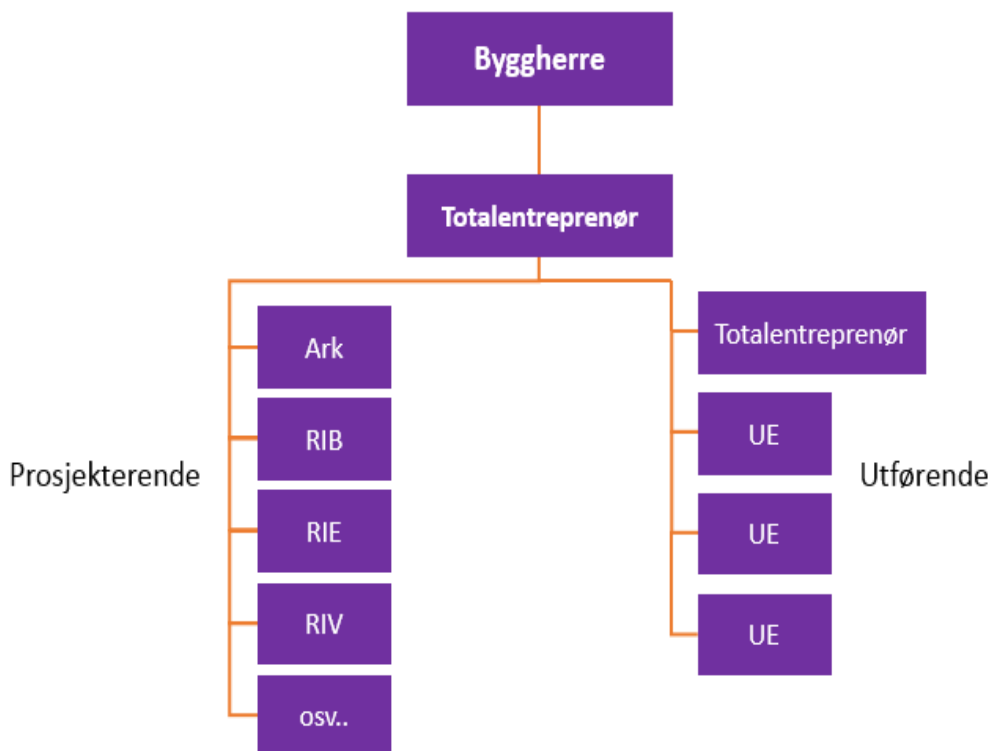 Byggherre
Totalentreprenør
Prosjekterende
Ark
RIB
RIE
RIV
osv..
Totalentreprenør
UE
UE
UE
Utførende